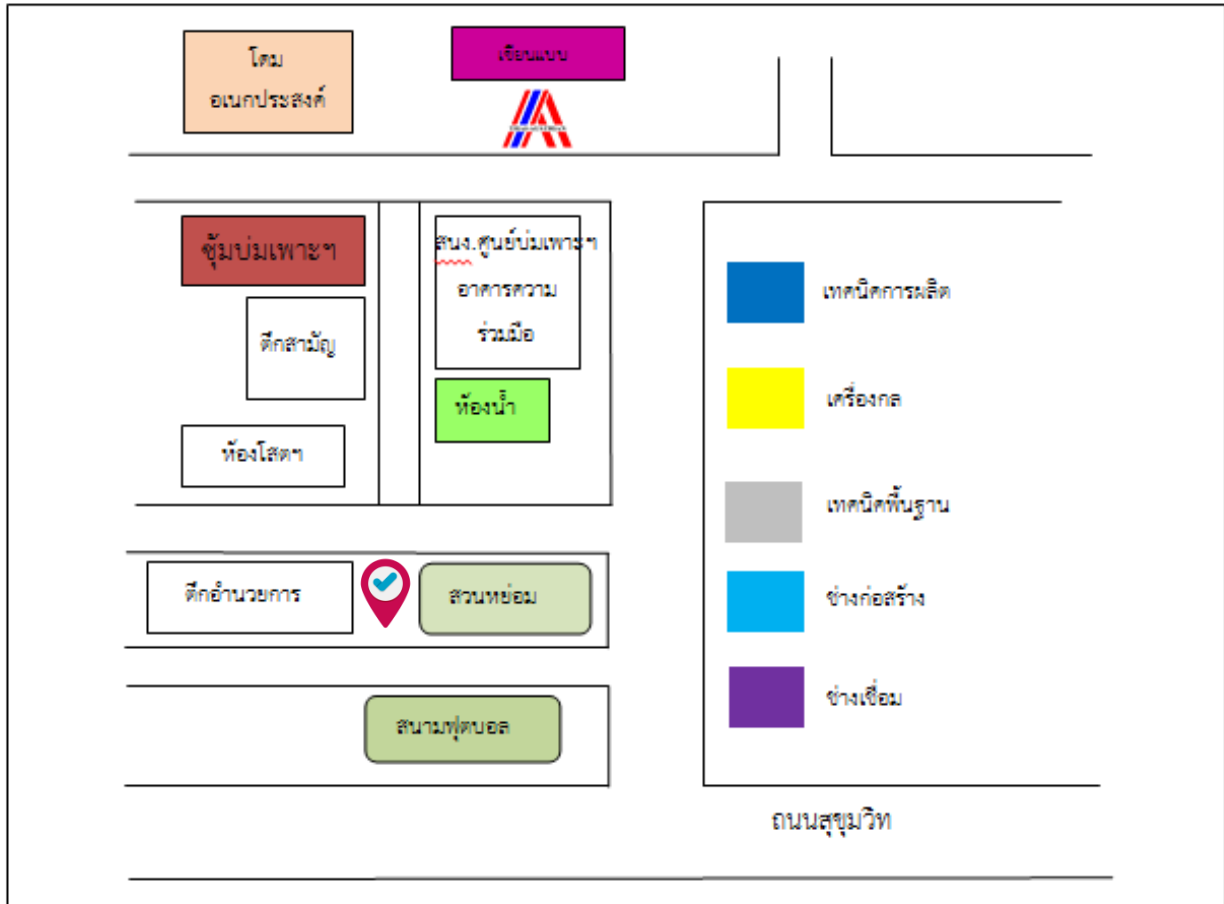 โดม
อเนกประสงค์
เขียนแบบ
ซุ้มบ่มเพาะฯ
สนง.ศูนย์บ่มเพาะฯ
อาคารความ
ร่วมมือ
ตึกสามัญ
ห้องน้ำ
ห้องโสตฯ
เทคนิคการผลิต
เครื่องกล
เทคนิคพื้นฐาน
ช่างก่อสร้าง
ช่างเชื่อม
ตึกอำนวยการ
สวนหย่อม
สนามฟุตบอล
ถนนสุขุมวิท